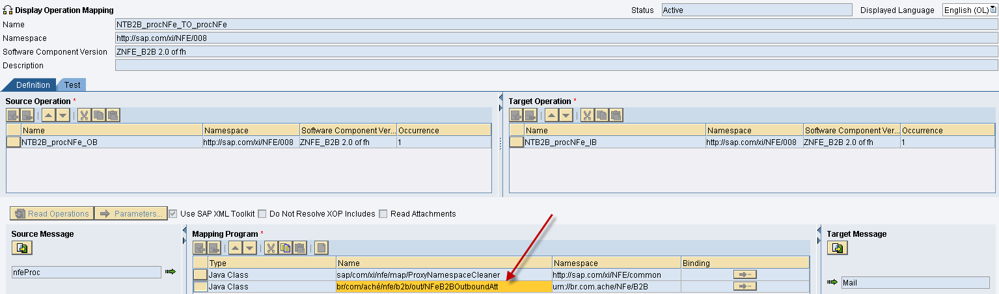 Display Operation Mapping Status Active Displayed Language English (OL)
Name NTB2B_procNFe_TO_procNFe
Namespace http://sap.com/xi/NFE/008
Software Component Version ZNFE_B2B 2.0 of fh
Description
Definition Test
Source Operation *
Name Namespace Software Component Ver... Occurrence
NTB2B_procNFe_OB http://sap.com/xi/NFE/008 ZNFE_B2B 2.0 of fh 1
Target Operation *
Name Namespace Software Component Ver... Occurrence
NTB2B_procNFe_IB http://sap.com/xi/NFE/008 ZNFE_B2B 2.0 of fh 1
Read Operations Parameters... Use SAP XML Toolkit Do Not Resolve XOP Includes Read Attachments
Source Message
nfeProc
Mapping Program *
Type Name Namespace Binding
Java Class sap/com/xi/nfe/map/ProxyNamespaceCleaner http://sap.com/xi/NFE/common
Java Class br/com/aché/nfe/b2b/out/NFeB2BOutboundAtt urn://br.com.ache/NFe/B2B
Target Message
Mail